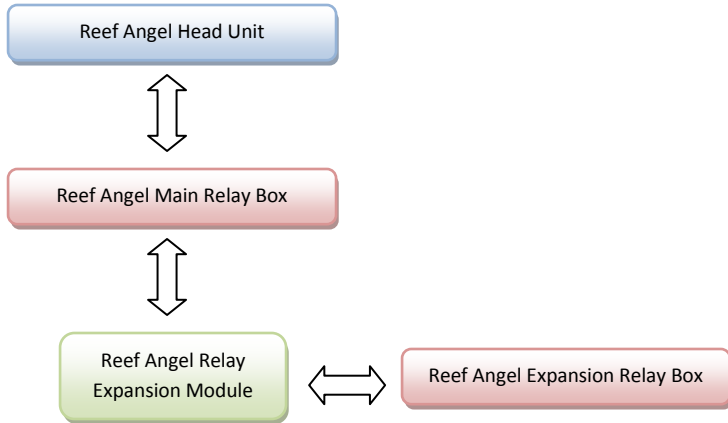 Reef Angel Head Unit
Reef Angel Main Relay Box
Reef Angel Relay
Expansion Module
Reef Angel Expansion Relay Box